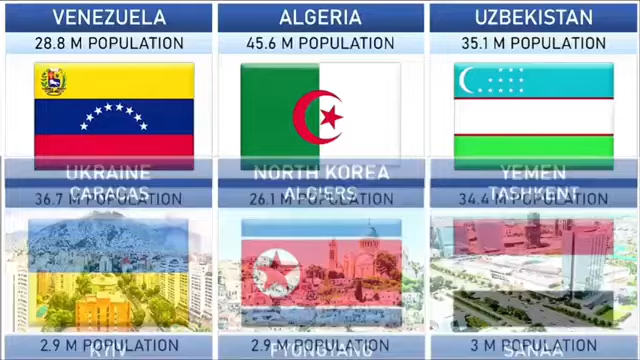 VENEZUELA
28.8 M POPULATION
ALGERIA
45.6 M POPULATION
UZBEKISTAN
35.1 M POPULATION
UKRAINE
CARACAS
36.7 M POPULATION
NORTH KOREA
ALGIERS
26.1 M POPULATION
YEMEN
TASHKENT
34.4 M POPULATION
2.9 M POPULATION
KYIV
2.9 M POPULATION
PYONGYANG
3 M POPULATION
SANAA